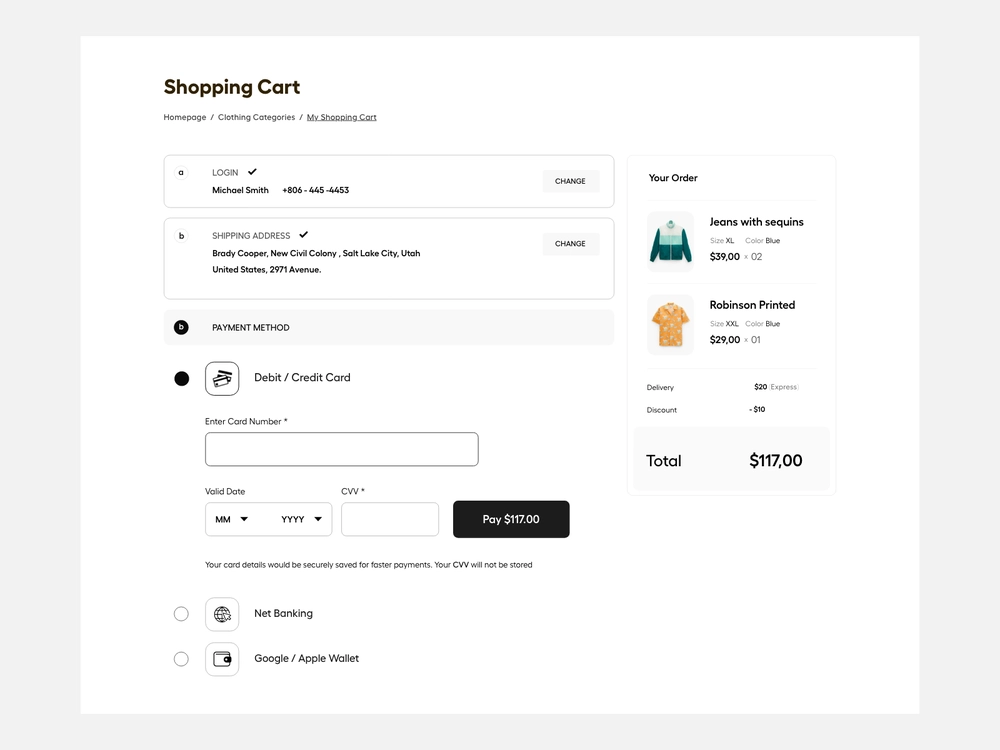 Shopping Cart
Homepage / Clothing Categories / My Shopping Cart
a
LOGIN
Michael Smith +806 - 445 -4453
CHANGE
b
SHIPPING ADDRESS
Brady Cooper, New Civil Colony , Salt Lake City, Utah
United States, 2971 Avenue.
CHANGE
b
PAYMENT METHOD
Debit / Credit Card
Enter Card Number *
Valid Date
CVV *
MM
YYYY
Pay $117.00
Your card details would be securely saved for faster payments. Your CVV will not be stored
Net Banking
Google / Apple Wallet
Your Order
Jeans with sequins
Size XL Color Blue
$39,00 x 02
Robinson Printed
Size XXL Color Blue
$29,00 x 01
Delivery $20 Express
Discount - $10
Total $117,00